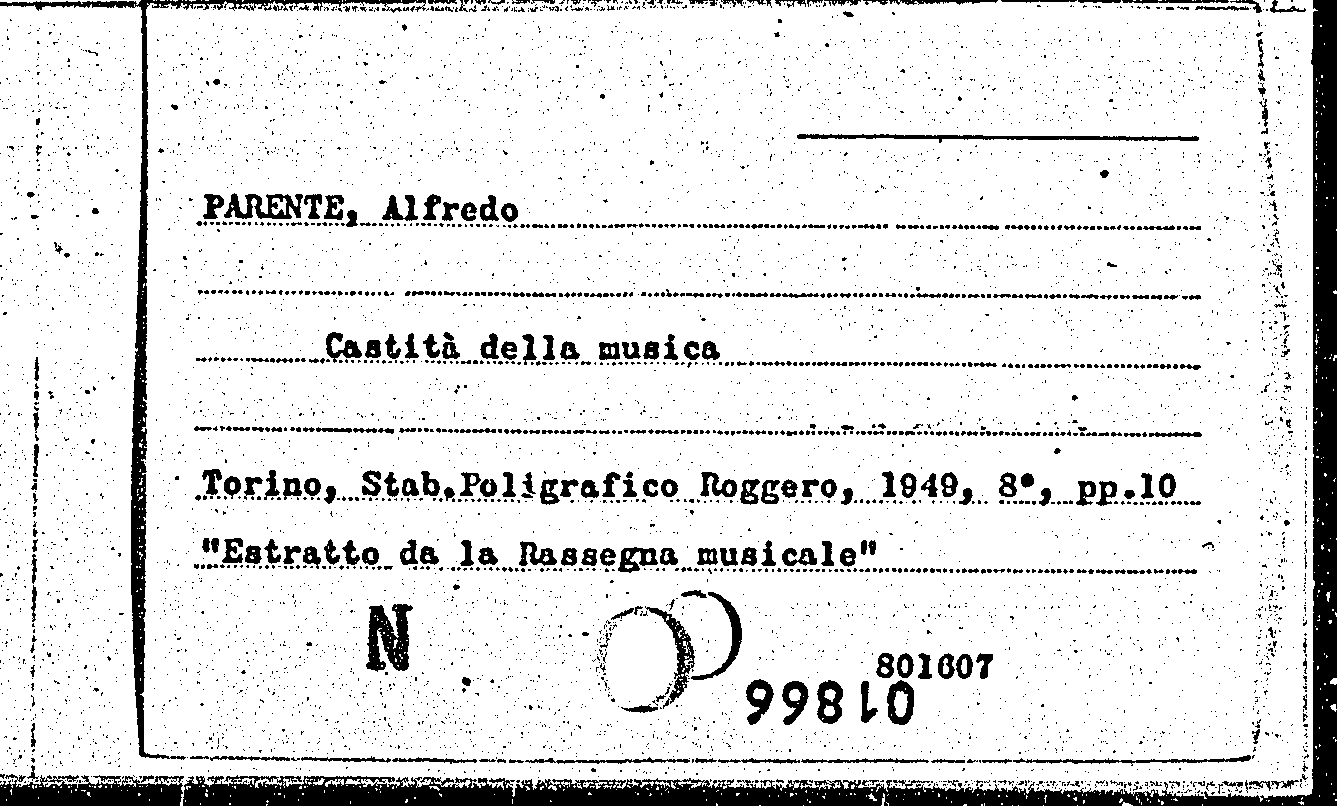 PARENTE, Alfredo
Castità della musica
Torino, Stab.Poligrafico Roggero, 1949, 8°, pp.10
"Estratto da la Rassegna musicale"
N
801607
01866